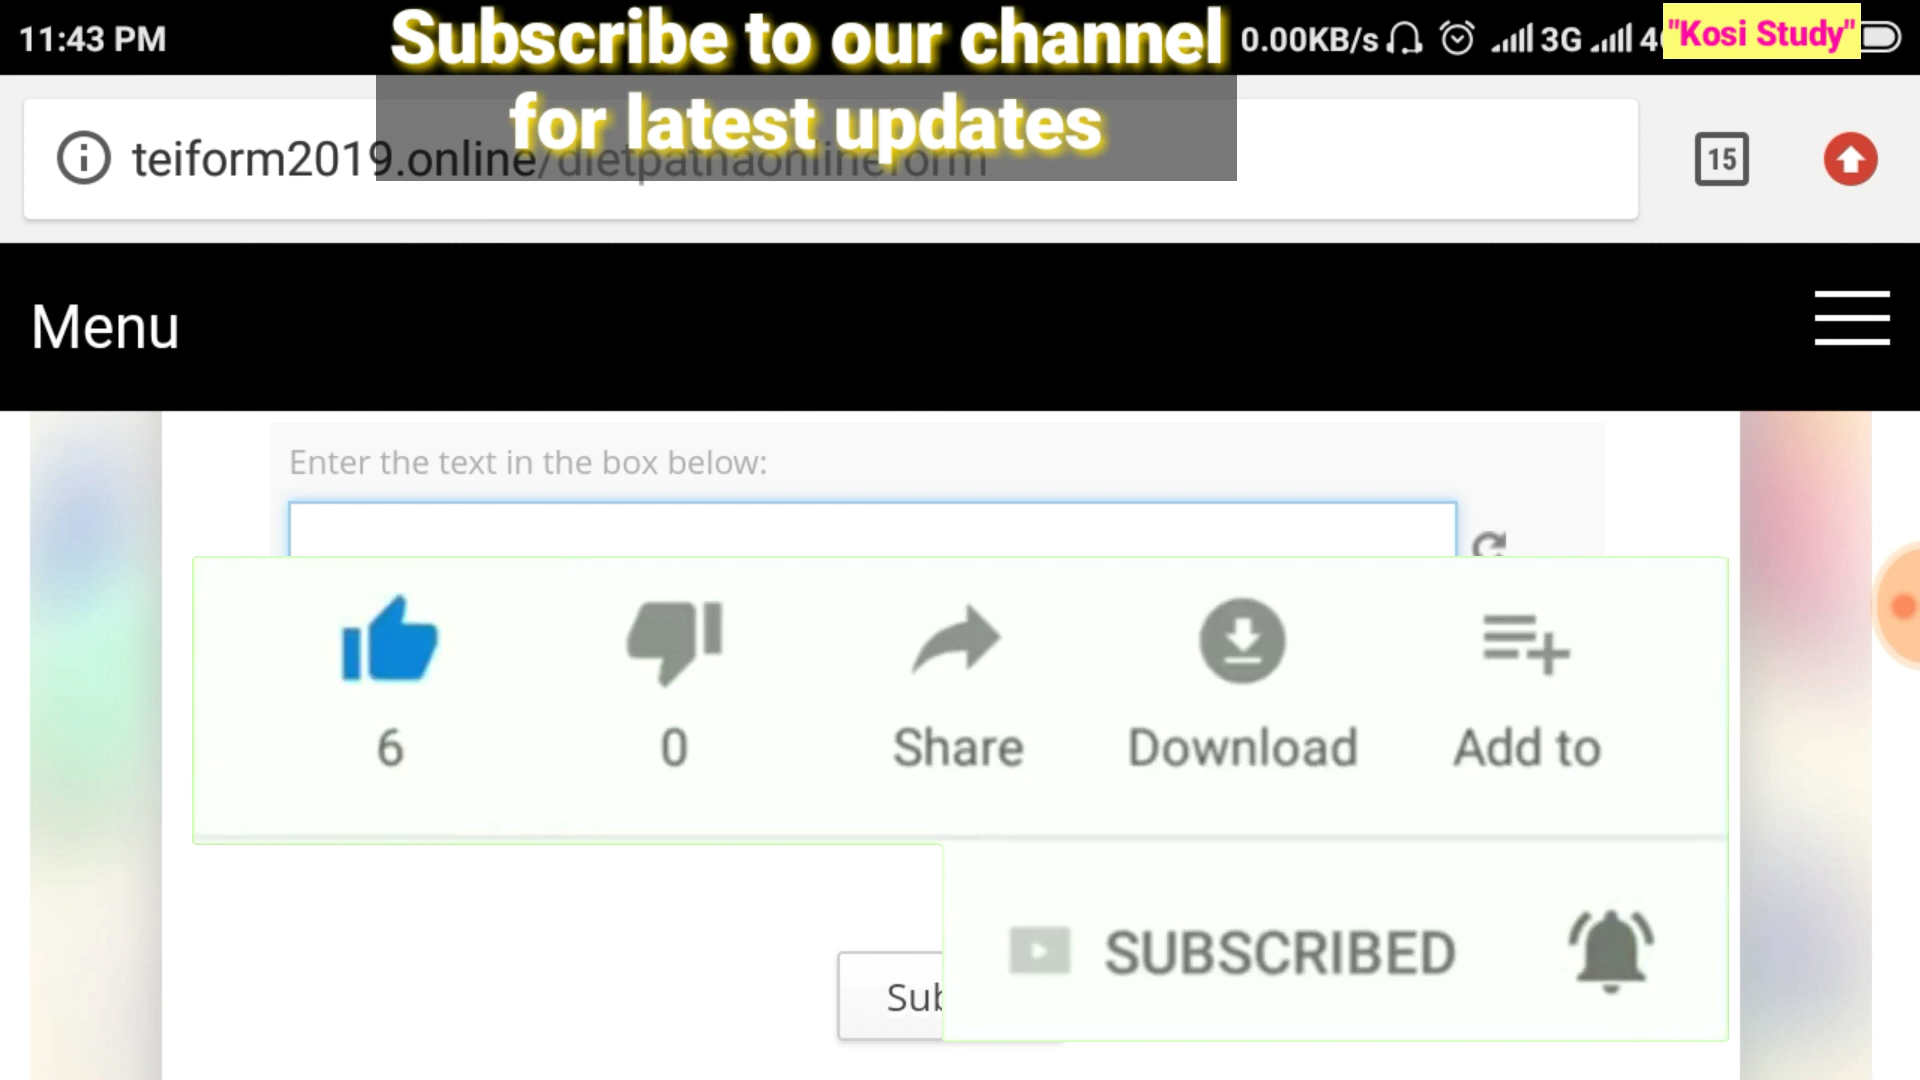 11:43 PM
Subscribe to our channel
for latest updates
0.00KB/s
3G
"Kosi Study"
teiform2019.online/dietpatnaonlineform
15
Menu
Enter the text in the box below:
6
0
Share
Download
Add to
SUBSCRIBED
Sub